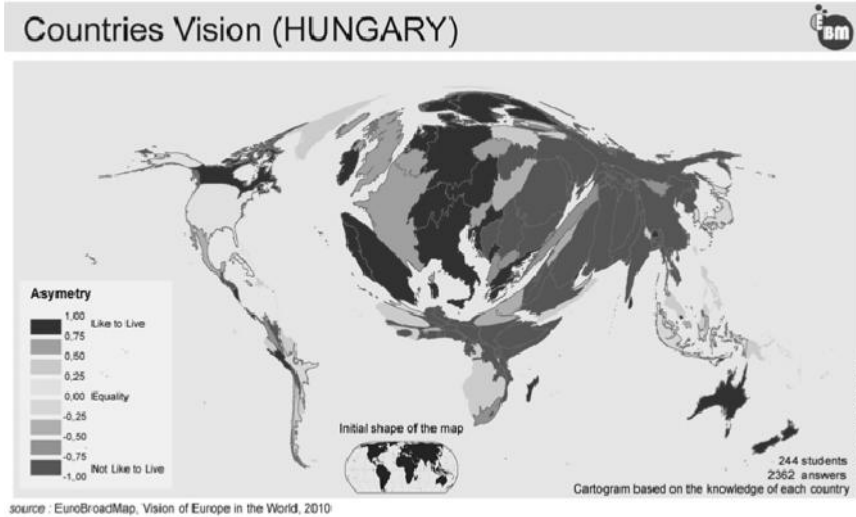 Countries Vision (HUNGARY)
EBM
Asymetry
1,00 Like to Live
0,75
0,50
0,25
0,00 Equality
-0,25
-0,50
-0,75
-1,00 Not Like to Live
Initial shape of the map
244 students
2362 answers
Cartogram based on the knowledge of each country
source : EuroBroadMap, Vision of Europe in the World, 2010